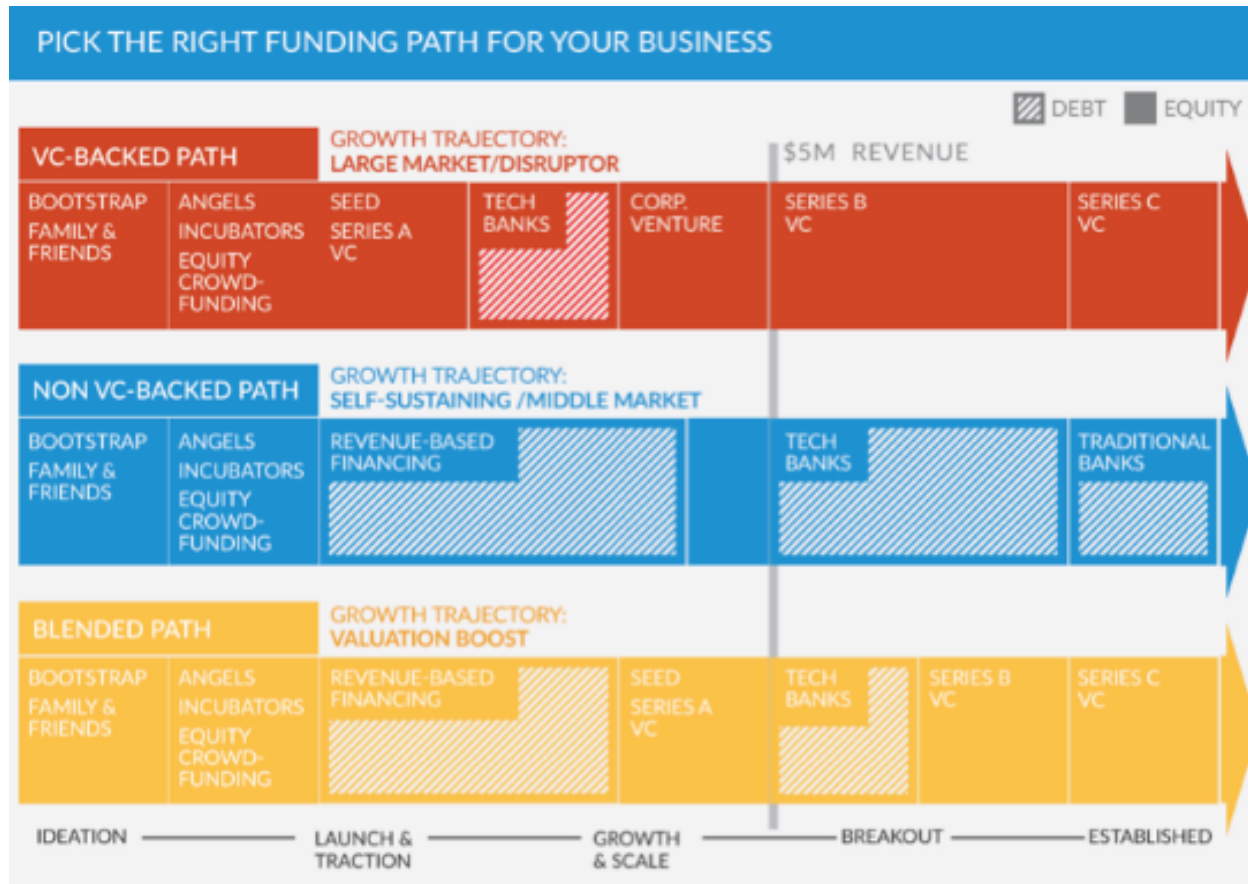 PICK THE RIGHT FUNDING PATH FOR YOUR BUSINESS
DEBT
EQUITY
VC-BACKED PATH
GROWTH TRAJECTORY:
LARGE MARKET/DISRUPTOR
$5M REVENUE
BOOTSTRAP
FAMILY &
FRIENDS
ANGELS
INCUBATORS
EQUITY
CROWD-
FUNDING
SEED
SERIES A
VC
TECH
BANKS
CORP.
VENTURE
SERIES B
VC
SERIES C
VC
NON VC-BACKED PATH
GROWTH TRAJECTORY:
SELF-SUSTAINING /MIDDLE MARKET
BOOTSTRAP
FAMILY &
FRIENDS
ANGELS
INCUBATORS
EQUITY
CROWD-
FUNDING
REVENUE-BASED
FINANCING
TECH
BANKS
TRADITIONAL
BANKS
BLENDED PATH
GROWTH TRAJECTORY:
VALUATION BOOST
BOOTSTRAP
FAMILY &
FRIENDS
ANGELS
INCUBATORS
EQUITY
CROWD-
FUNDING
REVENUE-BASED
FINANCING
SEED
SERIES A
VC
TECH
BANKS
SERIES B
VC
SERIES C
VC
IDEATION
LAUNCH &
TRACTION
GROWTH
& SCALE
BREAKOUT
ESTABLISHED